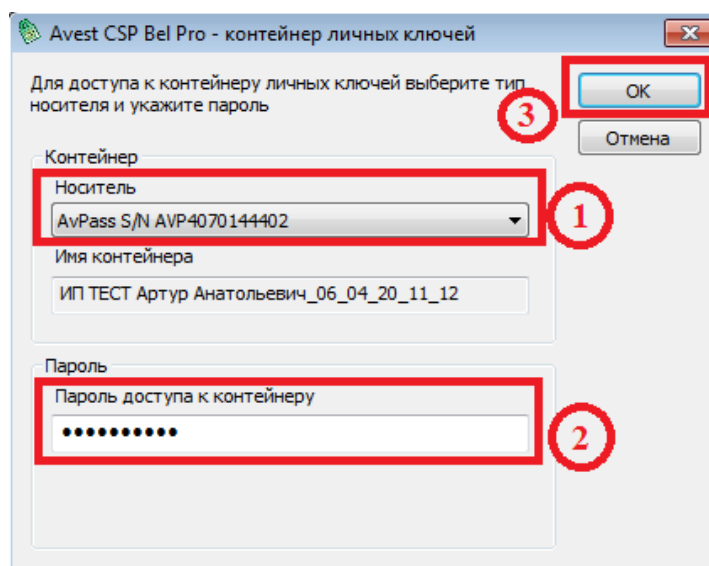 Avest CSP Bel Pro - контейнер личных ключей
Для доступа к контейнеру личных ключей выберите тип
носителя и укажите пароль
3
OK
Отмена
Контейнер
Носитель
AvPass S/N AVP4070144402
1
Имя контейнера
ИП ТЕСТ Артур Анатольевич_06_04_20_11_12
Пароль
Пароль доступа к контейнеру
••••••••••
2